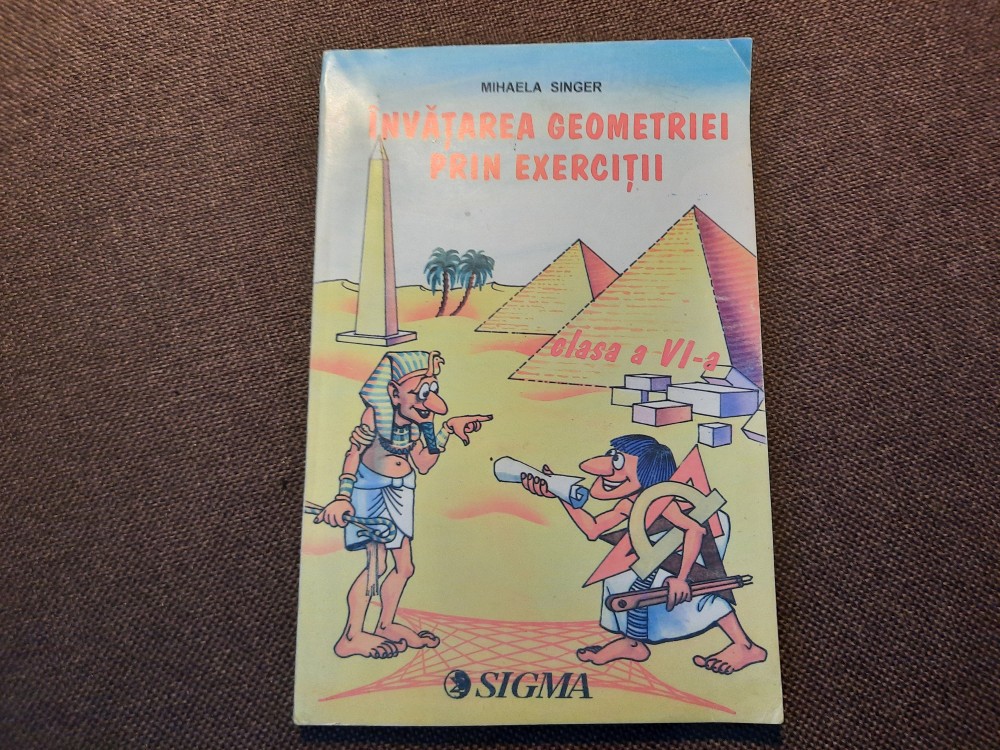 MIHAELA SINGER
ÎNVĂȚAREA GEOMETRIEI
PRIN EXERCIȚII
clasa a VI-a
SIGMA